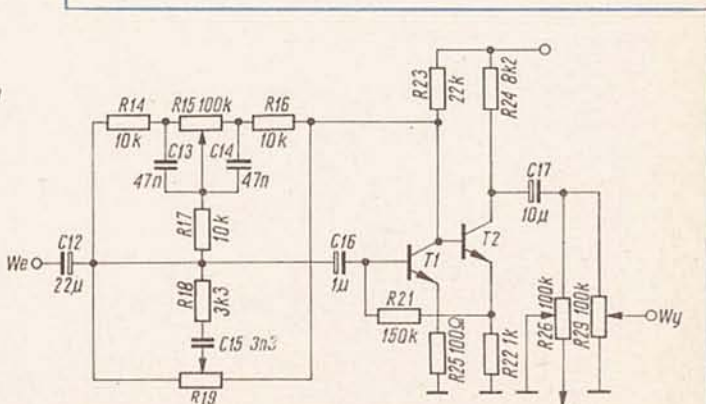 R14
10k
R15 100k
R16
10k
C13
47n
C14
47n
R17
10k
We
C12
22μ
R18
3k3
C15 3n3
R19
C16
1μ
R21
150k
T1
T2
R23
22k
R24 8k2
R25 100Ω
R22 1k
C17
10μ
R26 100k
R29 100k
Wy